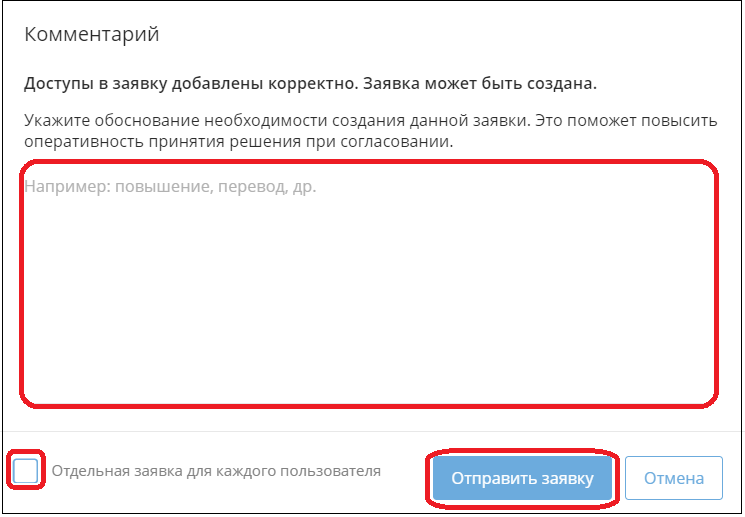 Комментарий
Доступы в заявку добавлены корректно. Заявка может быть создана.
Укажите обоснование необходимости создания данной заявки. Это поможет повысить
оперативность принятия решения при согласовании.
Например: повышение, перевод, др.
Отдельная заявка для каждого пользователя
Отправить заявку
Отмена